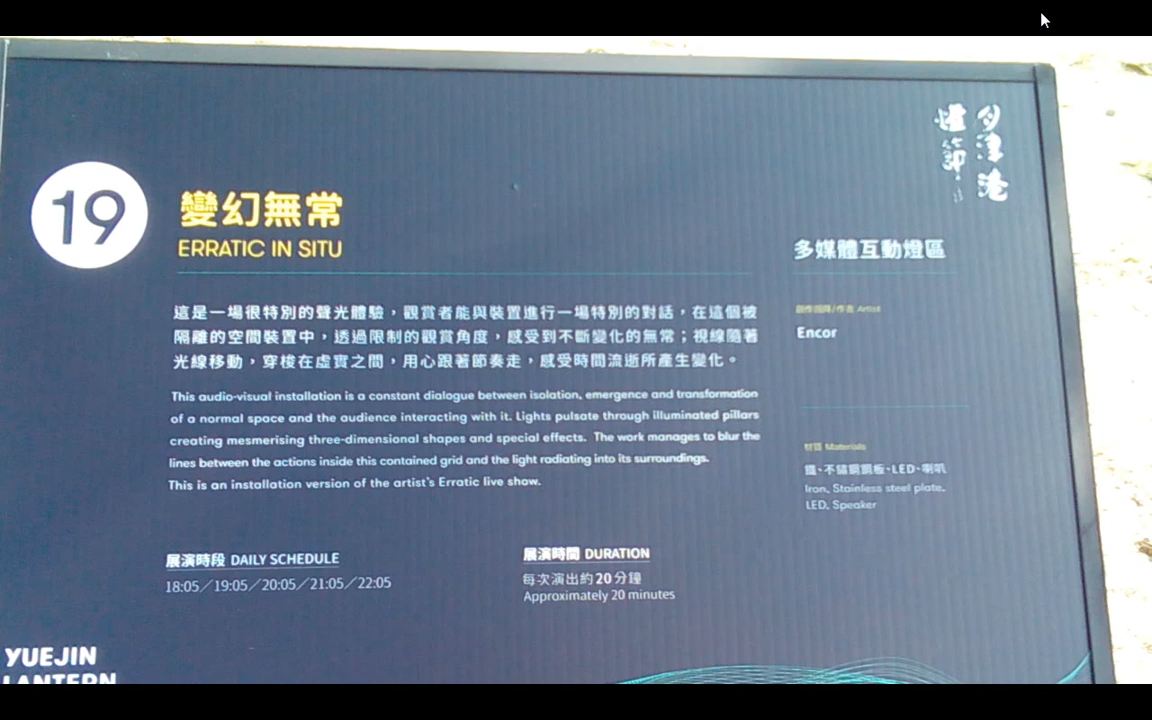 月津港
燈節
19
變幻無常
ERRATIC IN SITU
多媒體互動燈區
這是一場很特別的聲光體驗，觀賞者能與裝置進行一場特別的對話，在這個被
隔離的空間裝置中，透過限制的觀賞角度，感受到不斷變化的無常；視線隨著
光線移動，穿梭在虛實之間，用心跟著節奏走，感受時間流逝所產生變化。
This audio-visual installation is a constant dialogue between isolation, emergence and transformation
of a normal space and the audience interacting with it. Lights pulsate through illuminated pillars
creating mesmerising three-dimensional shapes and special effects. The work manages to blur the
lines between the actions inside this contained grid and the light radiating into its surroundings.
This is an installation version of the artist's Erratic live show.
創作團隊/作者 Artist
Encor
材質 Materials
鐵、不鏽鋼鋼板、LED、喇叭
Iron, Stainless steel plate,
LED, Speaker
展演時段 DAILY SCHEDULE
18:05／19:05／20:05／21:05／22:05
展演時間 DURATION
每次演出約20分鐘
Approximately 20 minutes
YUEJIN
LANTERN